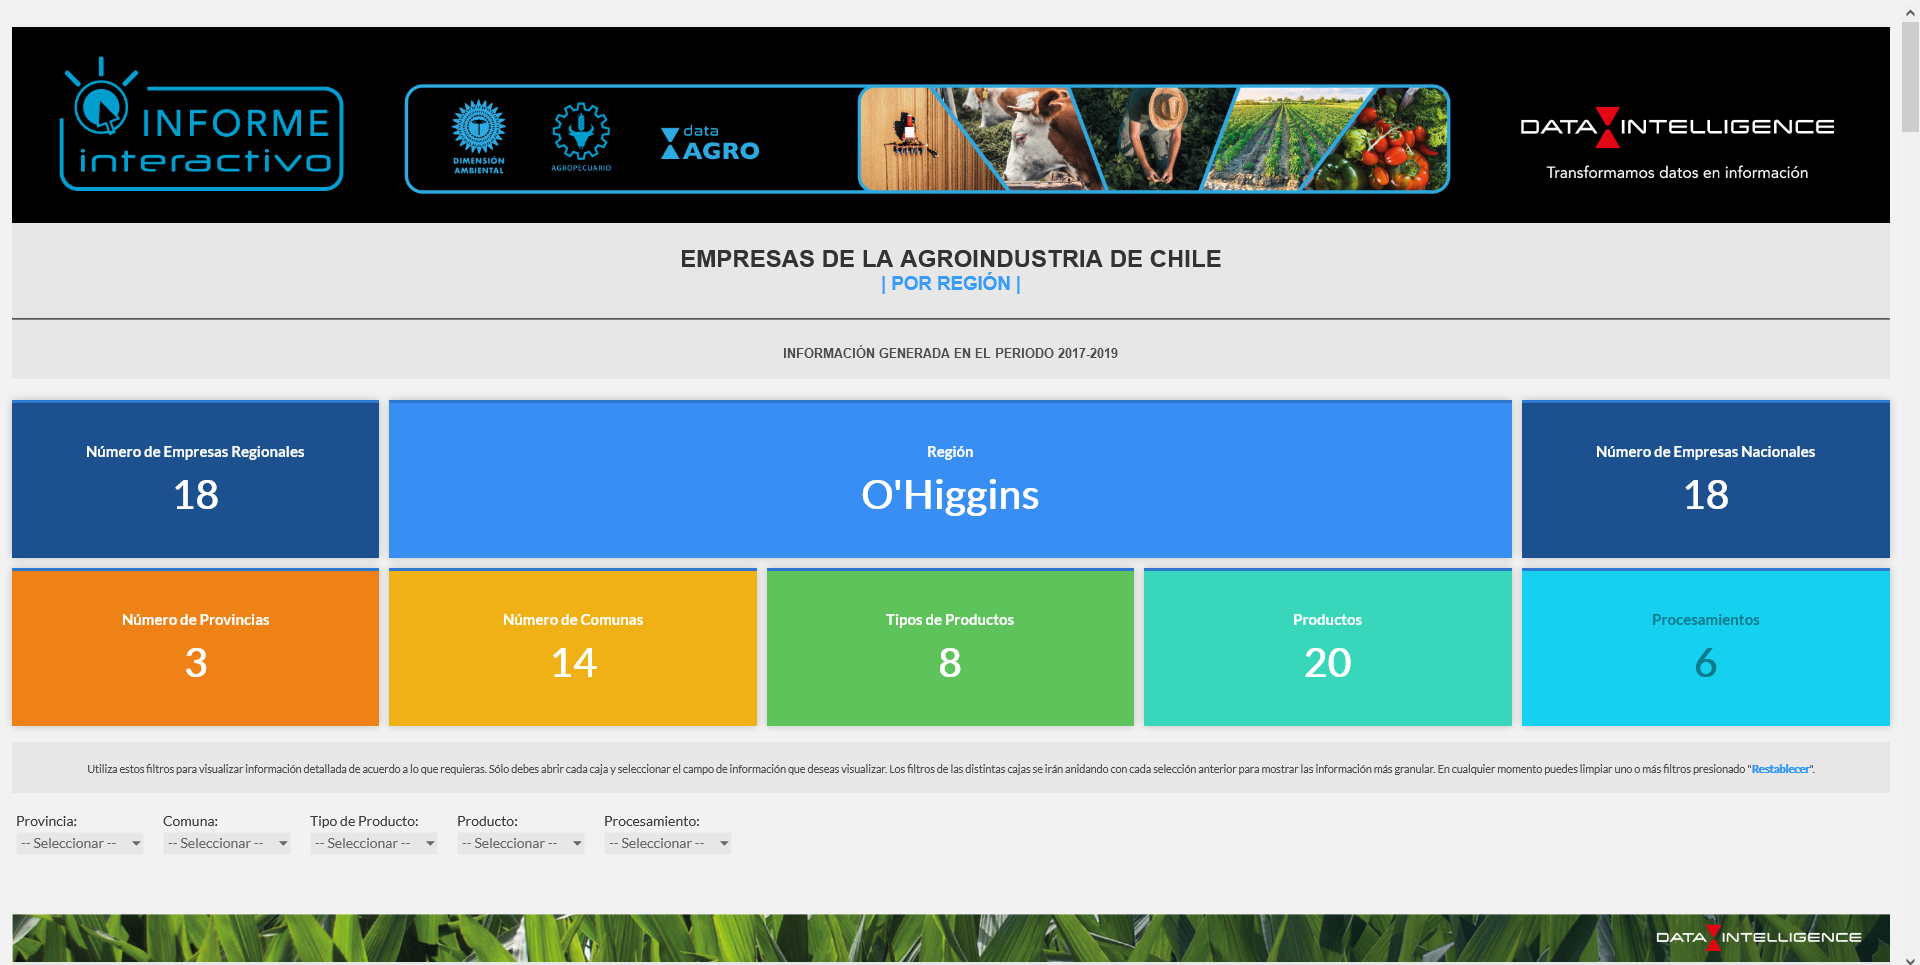 INFORME
interactivo
DIMENSIÓN
AMBIENTAL
AGROPECUARIO
data
AGRO
DATA INTELLIGENCE
Transformamos datos en información
EMPRESAS DE LA AGROINDUSTRIA DE CHILE
| POR REGIÓN |
INFORMACIÓN GENERADA EN EL PERIODO 2017-2019
Número de Empresas Regionales
18
Región
O'Higgins
Número de Empresas Nacionales
18
Número de Provincias
3
Número de Comunas
14
Tipos de Productos
8
Productos
20
Procesamientos
6
Utiliza estos filtros para visualizar información detallada de acuerdo a lo que requieras. Sólo debes abrir cada caja y seleccionar el campo de información que deseas visualizar. Los filtros de las distintas cajas se irán anidando con cada selección anterior para mostrar las información más granular. En cualquier momento puedes limpiar uno o más filtros presionado "Restablecer".
Provincia: Comuna: Tipo de Producto: Producto: Procesamiento:
-- Seleccionar -- -- Seleccionar -- -- Seleccionar -- -- Seleccionar -- -- Seleccionar --
DATA INTELLIGENCE